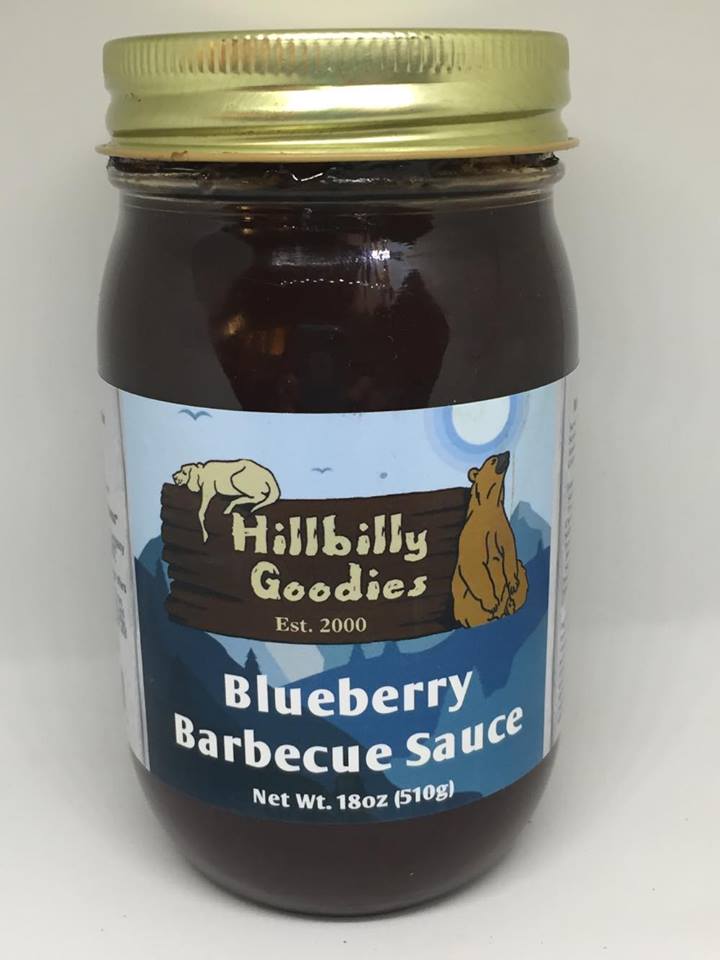 Hillbilly
Goodies
Est. 2000
Blueberry
Barbecue Sauce
Net Wt. 18oz (510g)